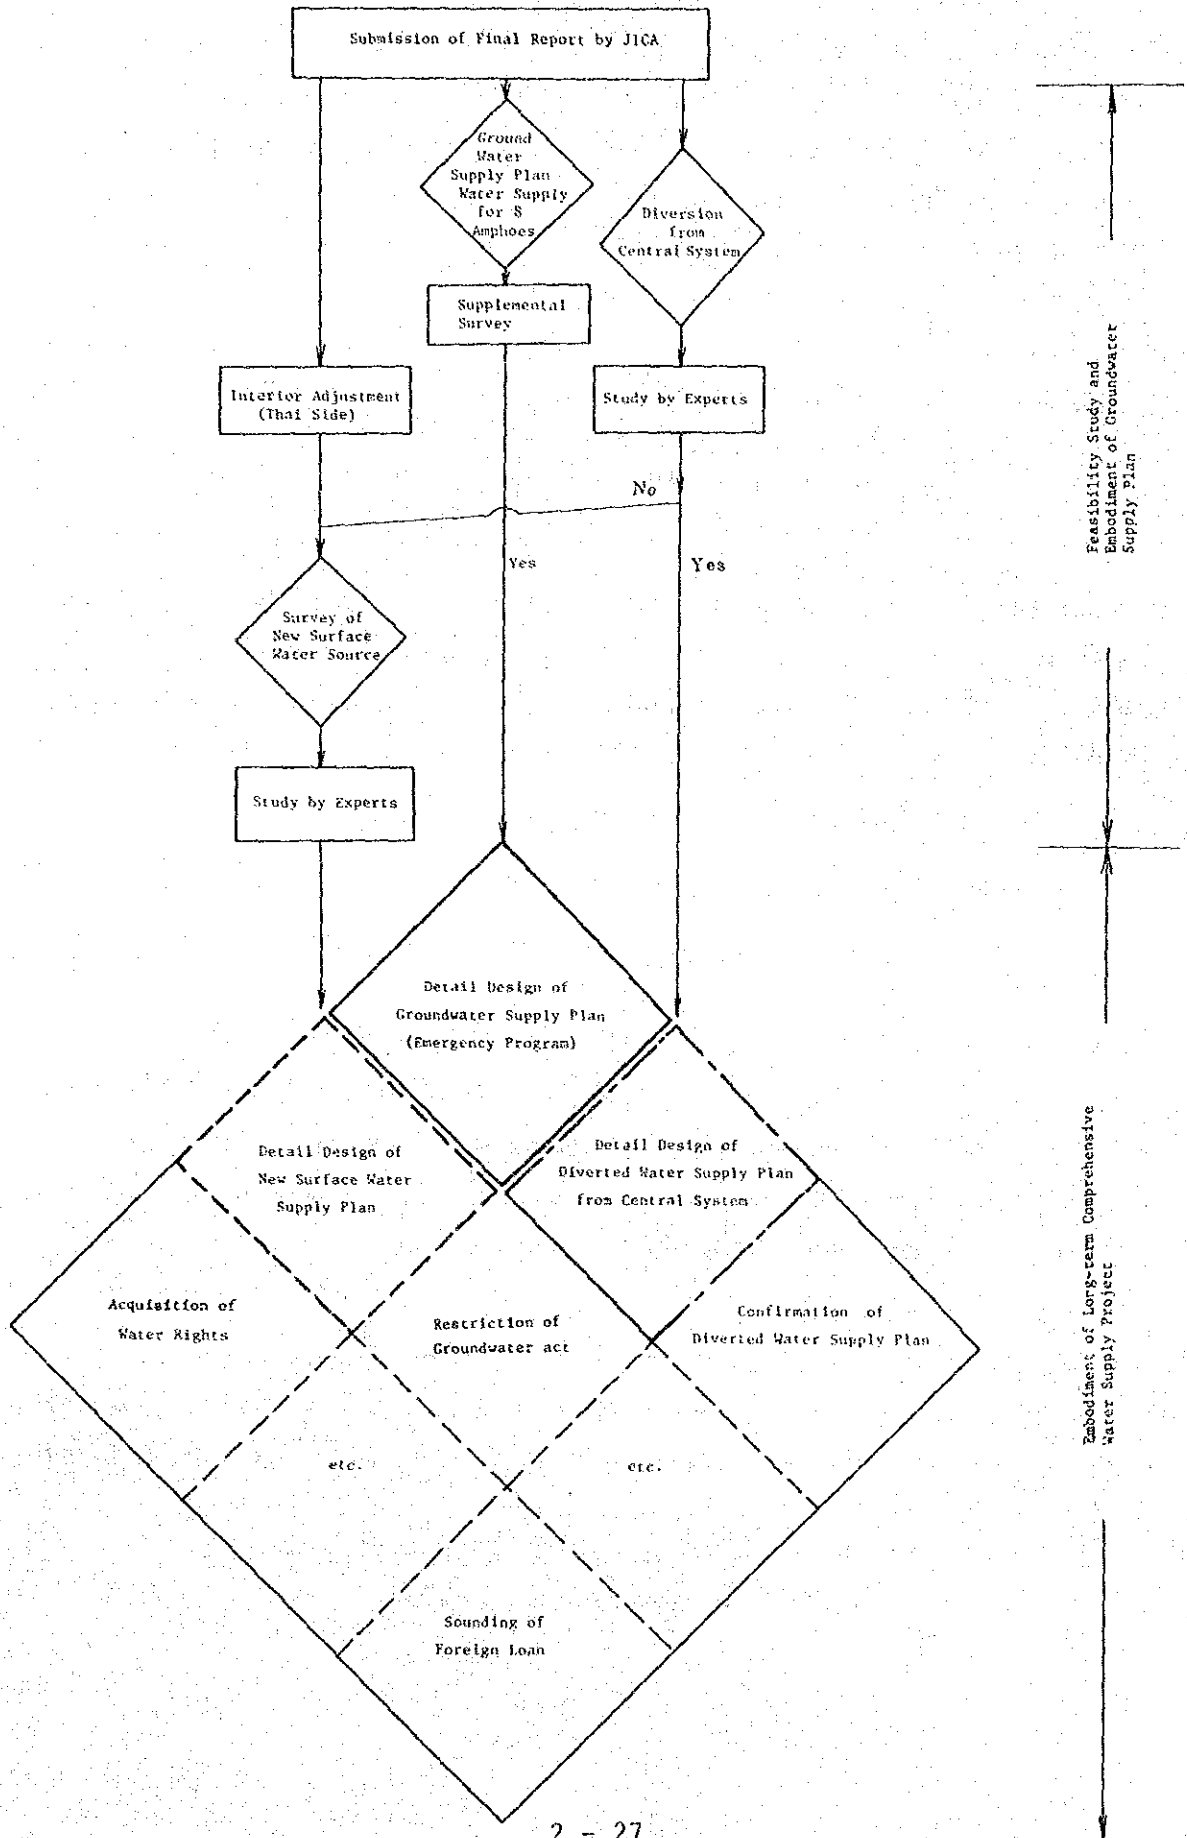 Submission of Final Report by JICA
Ground
Water
Supply Plan
Water Supply
for 8
Amphoes
Diversion
from
Central System
Supplemental
Survey
Interior Adjustment
(Thai Side)
Study by Experts
No
Yes
Yes
Survey of
New Surface
Water Source
Study by Experts
Feasibility Study and
Embodiment of Groundwater
Supply Plan
Detail Design of
Groundwater Supply Plan
(Emergency Program)
Detail Design of
New Surface Water
Supply Plan
Detail Design of
Diverted Water Supply Plan
from Central System
Acquisition of
Water Rights
Restriction of
Groundwater act
Confirmation of
Diverted Water Supply Plan
etc.
etc.
Sounding of
Foreign Loan
Embodiment of Long-term Comprehensive
Water Supply Project
2 - 27